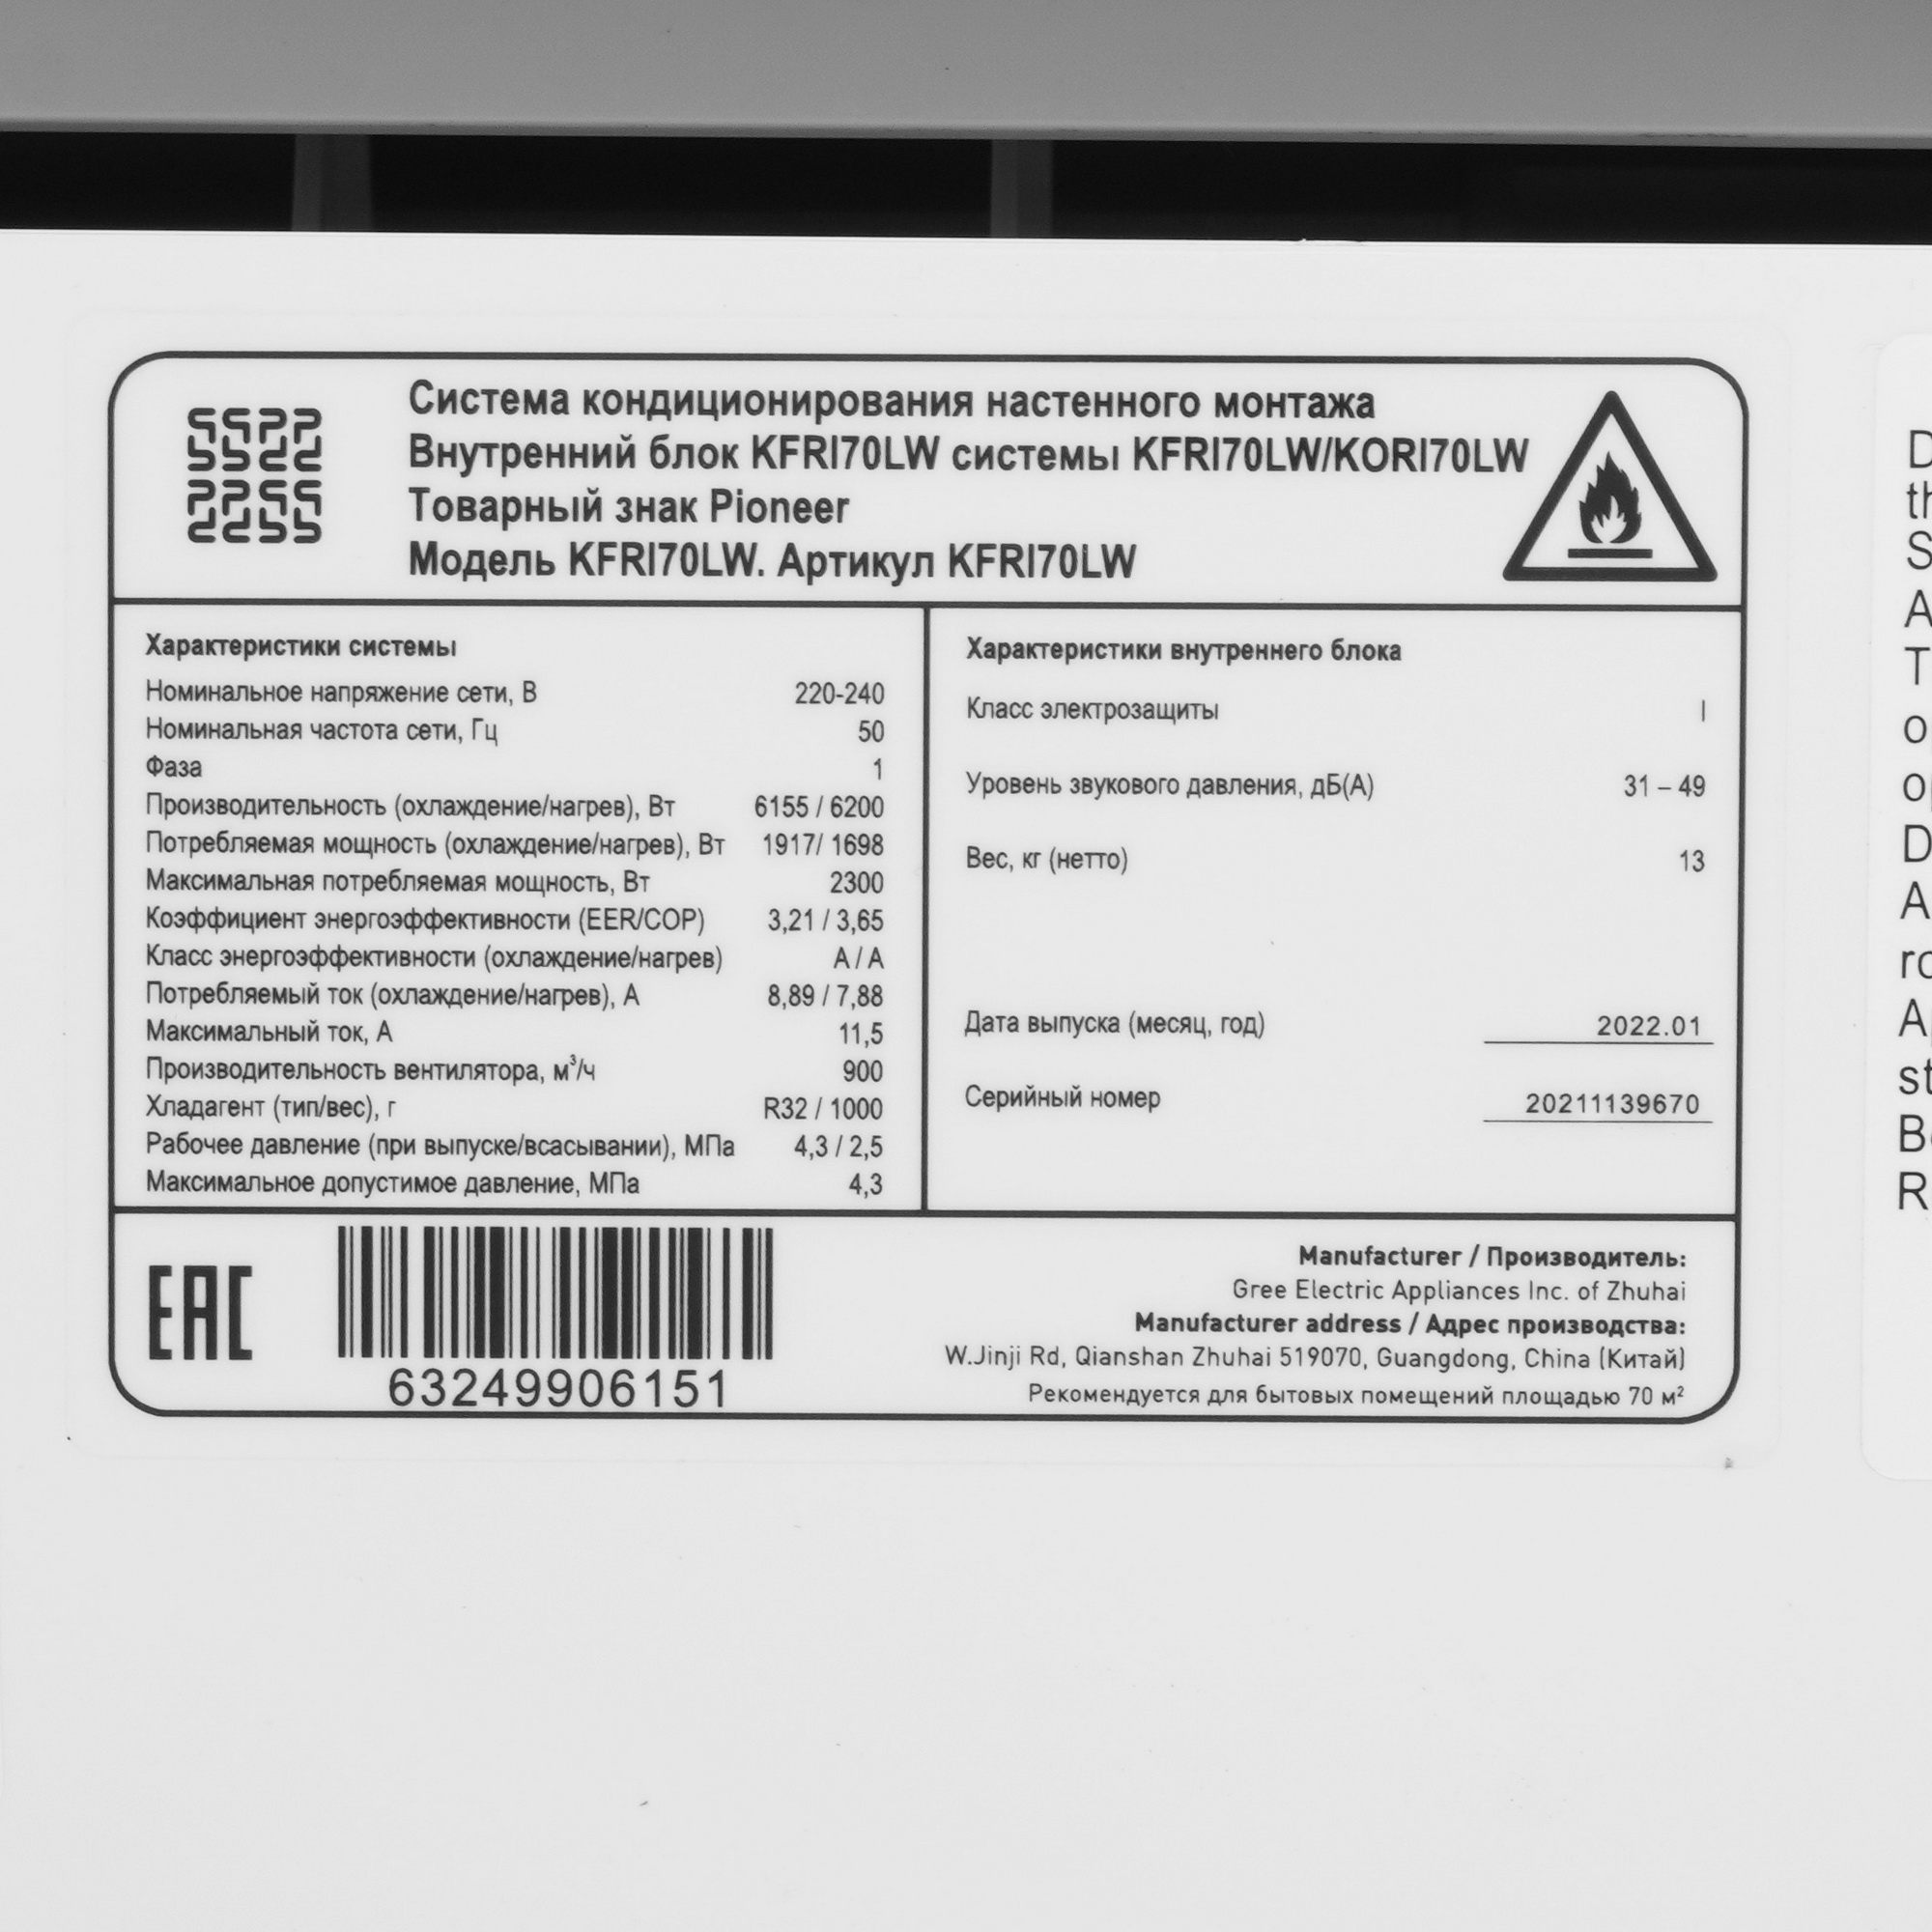 Система кондиционирования настенного монтажа
Внутренний блок KFRI70LW системы KFRI70LW/KORI70LW
Товарный знак Pioneer
Модель KFRI70LW. Артикул KFRI70LW
Характеристики системы
Номинальное напряжение сети, В 220-240
Номинальная частота сети, Гц 50
Фаза 1
Производительность (охлаждение/нагрев), Вт 6155 / 6200
Потребляемая мощность (охлаждение/нагрев), Вт 1917/ 1698
Максимальная потребляемая мощность, Вт 2300
Коэффициент энергоэффективности (EER/COP) 3,21 / 3,65
Класс энергоэффективности (охлаждение/нагрев) A / A
Потребляемый ток (охлаждение/нагрев), А 8,89 / 7,88
Максимальный ток, А 11,5
Производительность вентилятора, м³/ч 900
Хладагент (тип/вес), г R32 / 1000
Рабочее давление (при выпуске/всасывании), МПа 4,3 / 2,5
Максимальное допустимое давление, МПа 4,3
Характеристики внутреннего блока
Класс электрозащиты I
Уровень звукового давления, дБ(А) 31 – 49
Вес, кг (нетто) 13
Дата выпуска (месяц, год) 2022.01
Серийный номер 20211139670
EAC
63249906151
Manufacturer / Производитель:
Gree Electric Appliances Inc. of Zhuhai
Manufacturer address / Адрес производства:
W.Jinji Rd, Qianshan Zhuhai 519070, Guangdong, China (Китай)
Рекомендуется для бытовых помещений площадью 70 м²